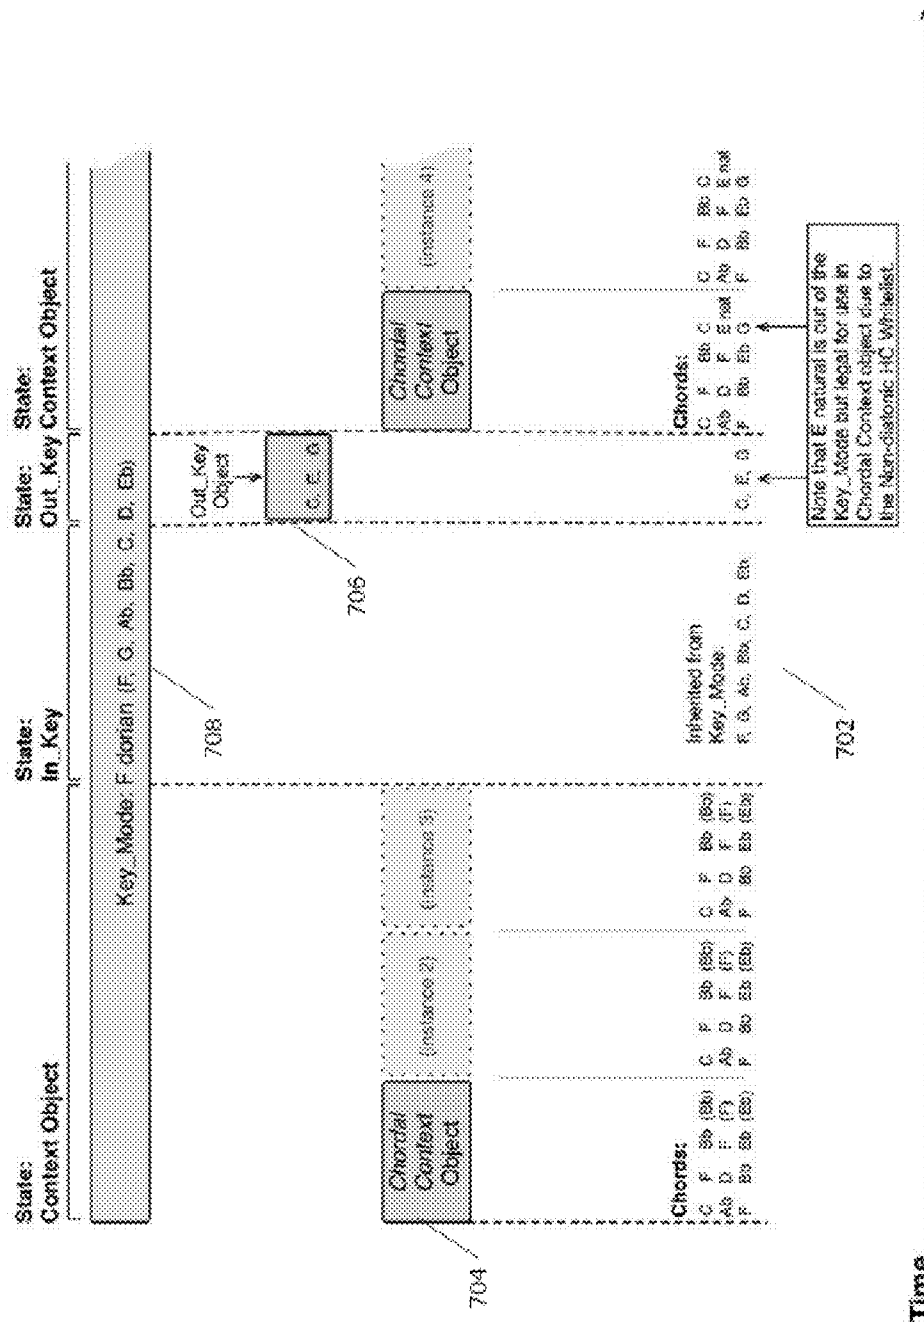 State:
Context Object
State:
In_Key
State:
Out_Key
State:
Context Object
Key_Mode: F dorian (F, G, Ab, Bb, C, D, Eb)
Out_Key
Object
Chordal
Context
Object
(instance 2)
(instance 3)
Chordal
Context
Object
(instance 4)
704
706
708
702
Chords:
C F Bb (Bb)
Ab D F (F)
F Bb Eb (Eb)
C F Bb (Bb)
Ab D F (F)
F Bb Eb (Eb)
C F Bb (Bb)
Ab D F (F)
F Bb Eb (Eb)
Inherited from
Key_Mode:
F, G, Ab, Bb, C, D, Eb
Chords:
C F Bb C
Ab D F E nat
F Bb Eb G
C F Bb C
Ab D F E nat
F Bb Eb G
Note that E natural is out of the
Key_Mode but legal for use in
Chordal Context object due to
the Non-diatonic HC Whitelist.
Time